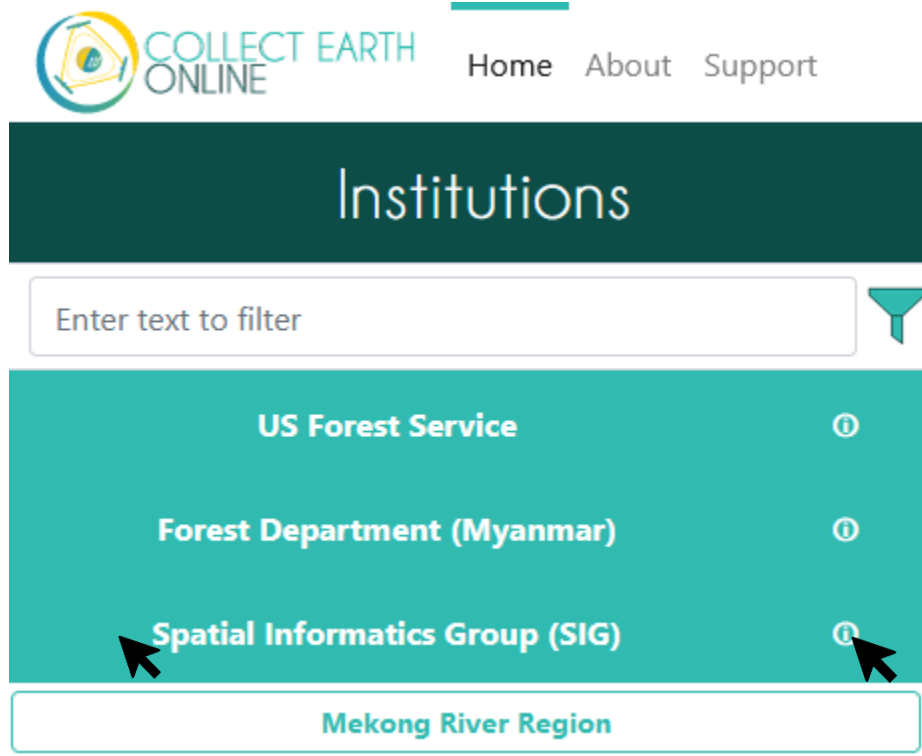 COLLECT EARTH
ONLINE
Home About Support
Institutions
Enter text to filter
US Forest Service
Forest Department (Myanmar)
Spatial Informatics Group (SIG)
Mekong River Region